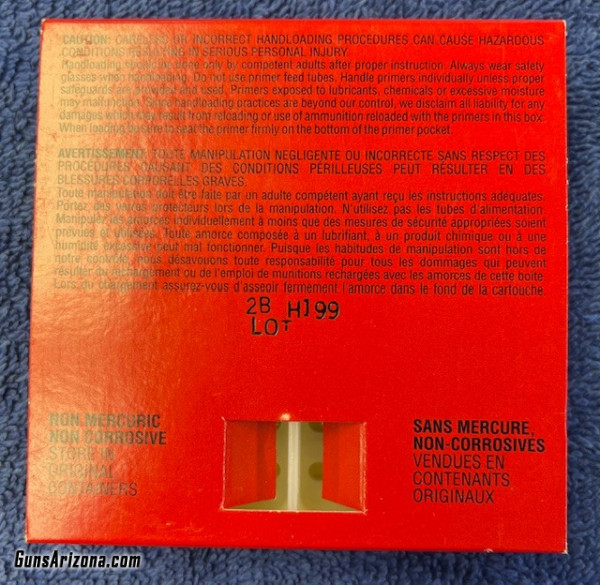 CAUTION: CARELESS OR INCORRECT HANDLOADING PROCEDURES CAN CAUSE HAZARDOUS
CONDITIONS RESULTING IN SERIOUS PERSONAL INJURY.
Handloading should be done only by competent adults after proper instruction. Always wear safety
glasses when handloading. Do not use primer feed tubes. Handle primers individually unless proper
safeguards are provided and used. Primers exposed to lubricants, chemicals or excessive moisture
may malfunction. Some handloading practices are beyond our control, we disclaim all liability for any
damages which may result from reloading or use of ammunition reloaded with the primers in this box.
When loading be sure to seat the primer firmly on the bottom of the primer pocket.
AVERTISSEMENT: TOUTE MANIPULATION NEGLIGENTE OU INCORRECTE SANS RESPECT DES
PROCEDURES CAUSANT DES CONDITIONS PÉRILLEUSES PEUT RÉSULTER EN DES
BLESSURES CORPORELLES GRAVES.
Toute manipulation doit être faite par un adulte compétent ayant reçu les instructions adequates.
Portez des verres protecteurs lors de la manipulation. N'utilisez pas les tubes d'alimentation.
Manipuler les amorces individuellement à moins que des mesures de sécurité appropriées soient
prévues et utilisées. Toute amorce composée à un lubrifiant, à un produit chimique ou à une
humidité excessive peut mal fonctionner. Puisque les habitudes de manipulation sont hors de
notre contrôle, nous désavouons toute responsabilité pour tous les dommages qui peuvent
résulter du rechargement ou de l'emploi de munitions rechargées avec les amorces de cette boîte.
Lors du chargement assurez-vous d'asseoir fermement l'amorce dans le fond de la cartouche.
2B H199
LOT
NON MERCURIC
NON CORROSIVE
STORE IN
ORIGINAL
CONTAINERS
SANS MERCURE,
NON-CORROSIVES
VENDUES EN
CONTENANTS
ORIGINAUX
GunsArizona.com